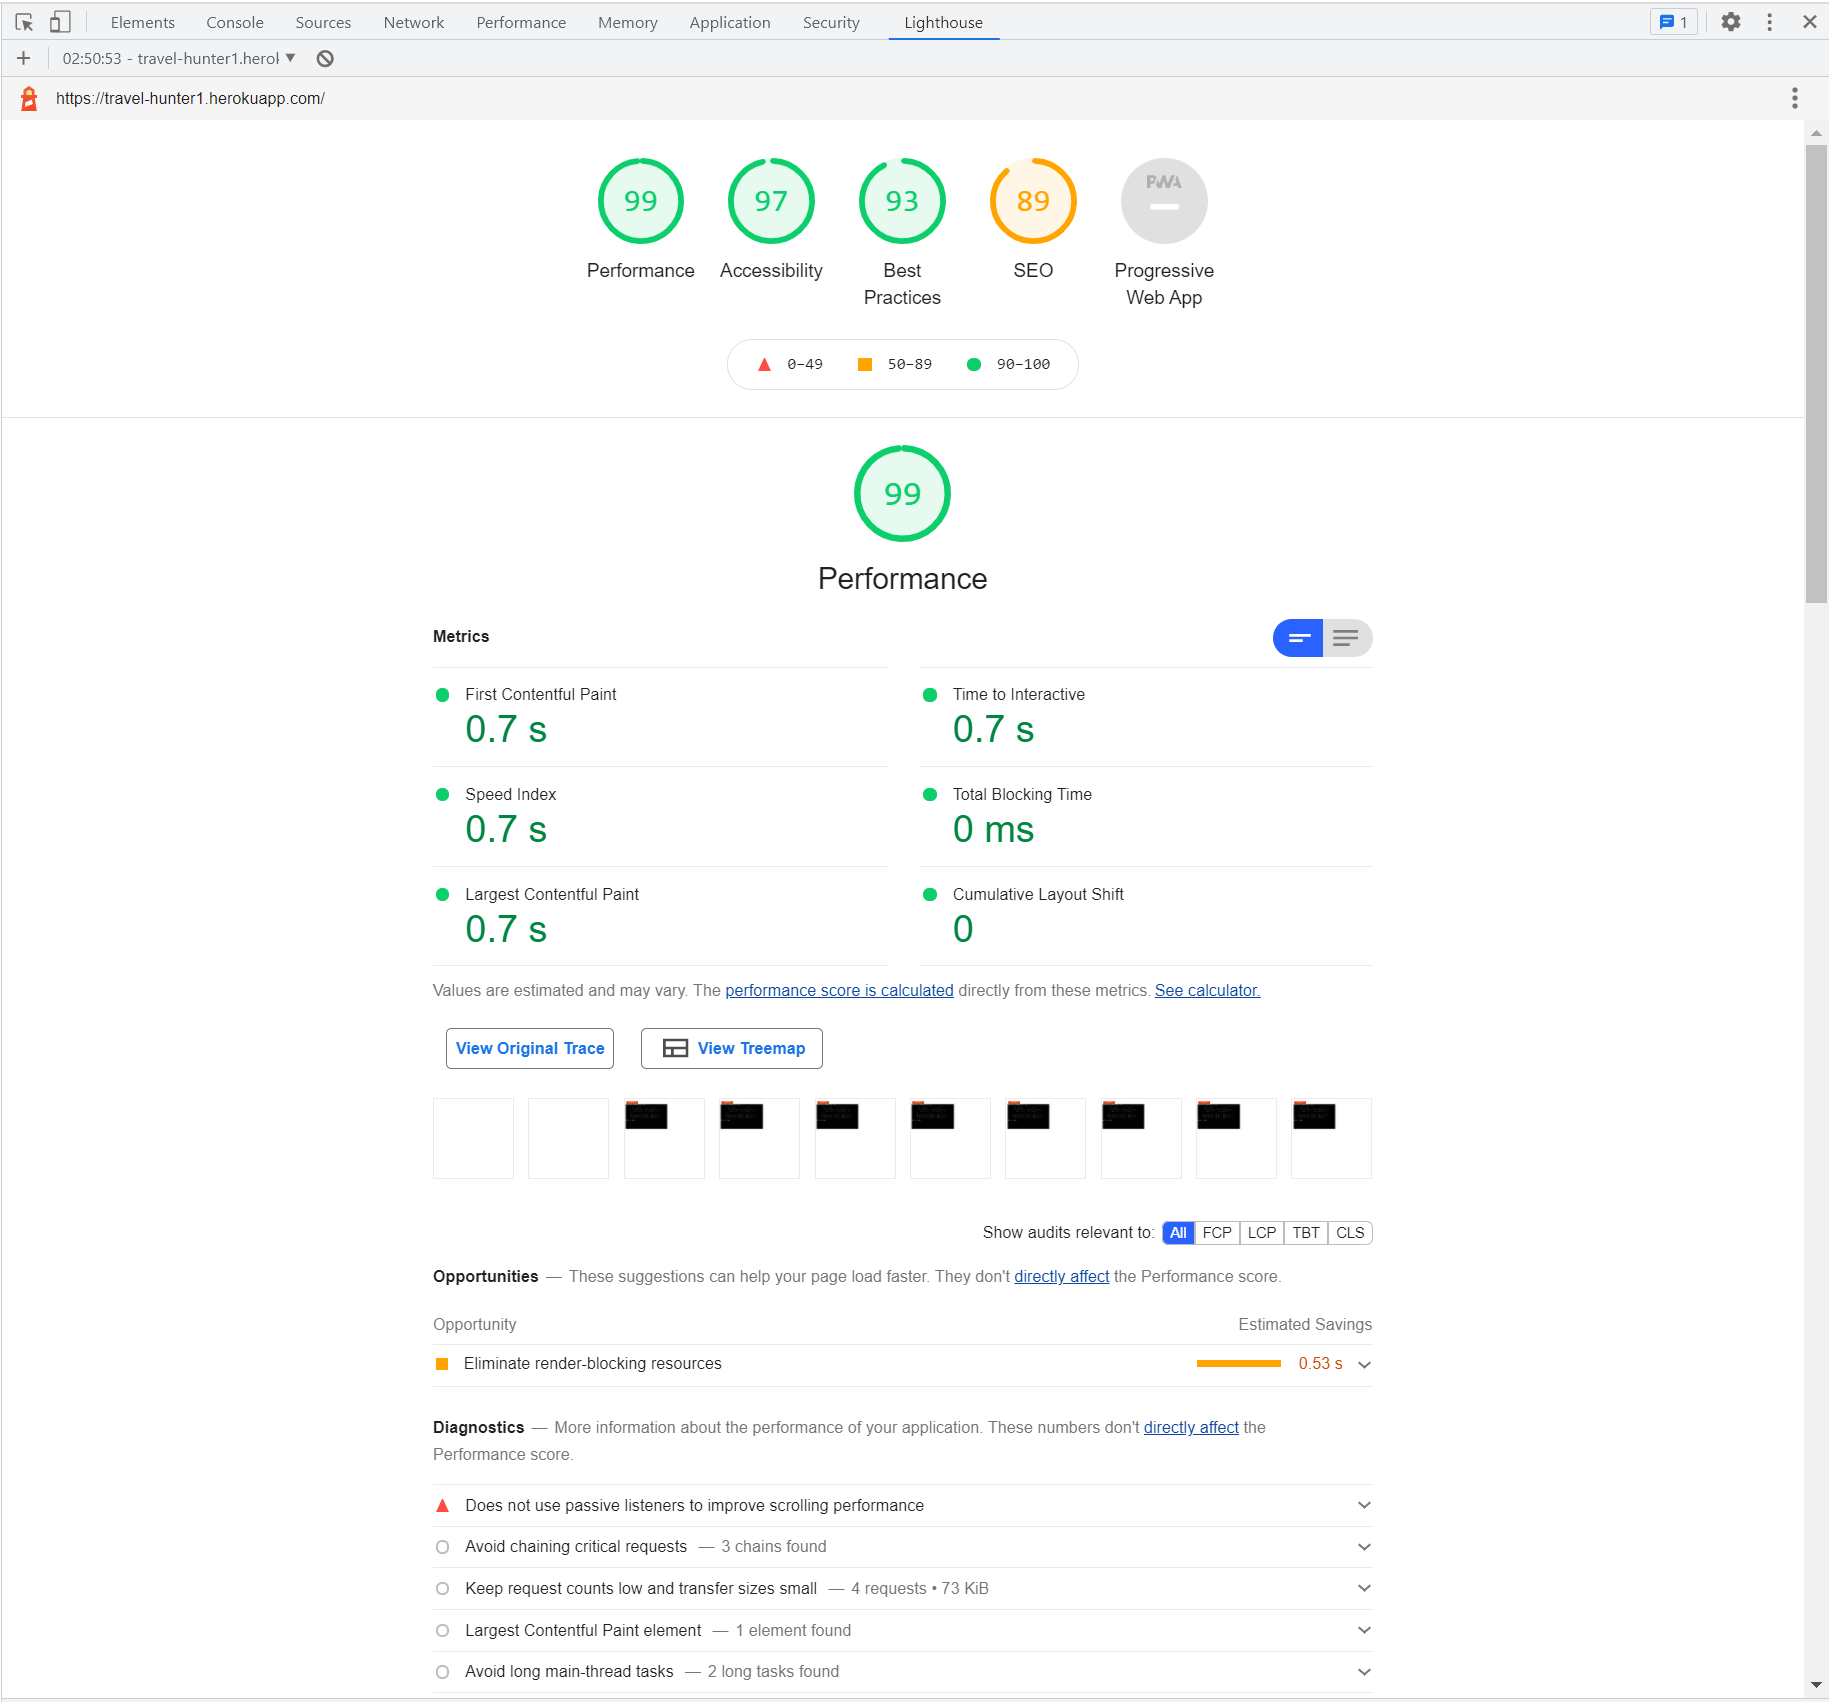 Elements Console Sources Network Performance Memory Application Security Lighthouse 1
02:50:53 - travel-hunter1.herol
https://travel-hunter1.herokuapp.com/
99 97 93 89 PWA
Performance Accessibility Best Practices SEO Progressive Web App
0–49 50–89 90–100
99
Performance
Metrics
First Contentful Paint
0.7 s
Time to Interactive
0.7 s
Speed Index
0.7 s
Total Blocking Time
0 ms
Largest Contentful Paint
0.7 s
Cumulative Layout Shift
0
Values are estimated and may vary. The performance score is calculated directly from these metrics. See calculator.
View Original Trace View Treemap
Show audits relevant to: All FCP LCP TBT CLS
Opportunities — These suggestions can help your page load faster. They don't directly affect the Performance score.
Opportunity Estimated Savings
Eliminate render-blocking resources 0.53 s
Diagnostics — More information about the performance of your application. These numbers don't directly affect the
Performance score.
Does not use passive listeners to improve scrolling performance
Avoid chaining critical requests — 3 chains found
Keep request counts low and transfer sizes small — 4 requests • 73 KiB
Largest Contentful Paint element — 1 element found
Avoid long main-thread tasks — 2 long tasks found